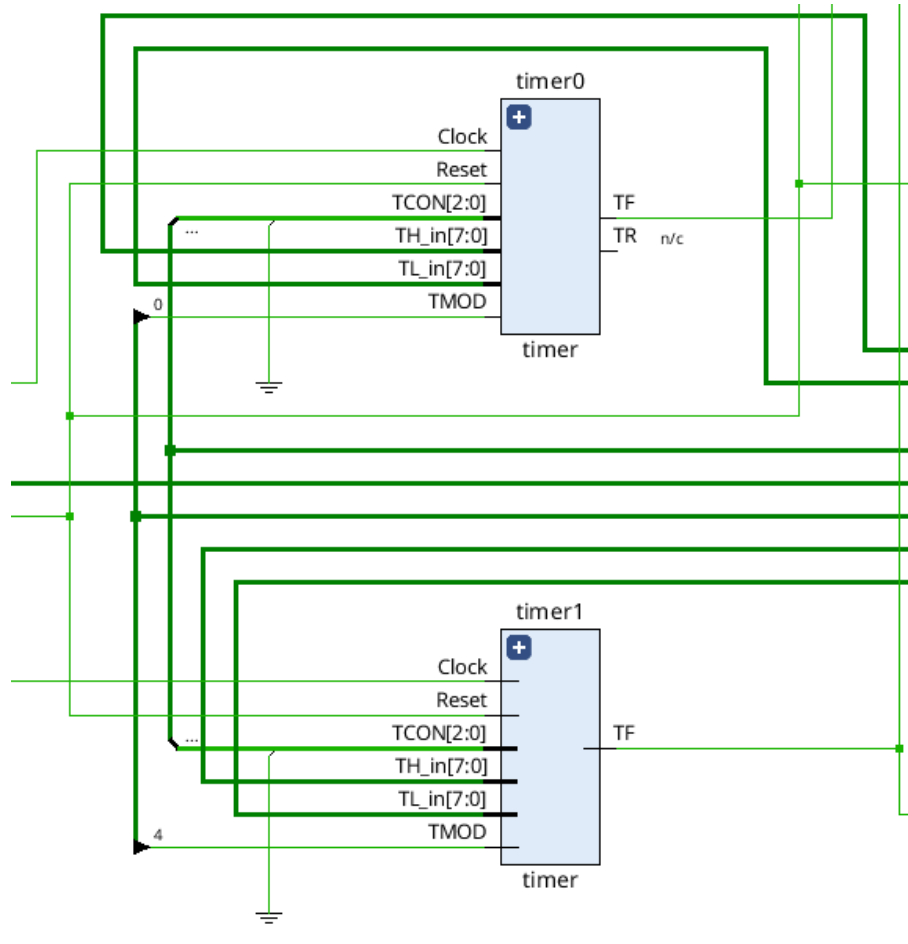 timer0
Clock
Reset
TCON[2:0]
TF
...
TH_in[7:0]
TR n/c
TL_in[7:0]
TMOD
0
timer
timer1
Clock
Reset
TCON[2:0]
TF
...
TH_in[7:0]
TL_in[7:0]
TMOD
4
timer